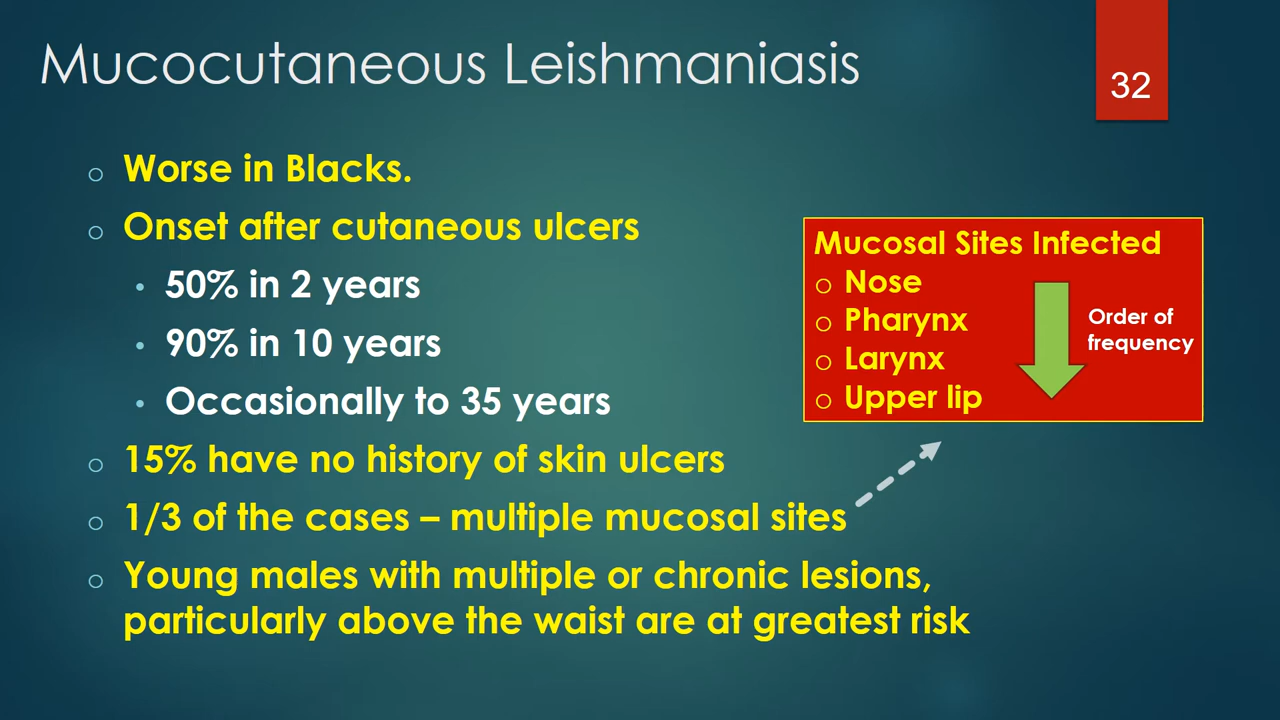 Mucocutaneous Leishmaniasis
32
Worse in Blacks.
Onset after cutaneous ulcers
50% in 2 years
90% in 10 years
Occasionally to 35 years
15% have no history of skin ulcers
1/3 of the cases – multiple mucosal sites
Young males with multiple or chronic lesions,
particularly above the waist are at greatest risk
Mucosal Sites Infected
Nose
Pharynx
Larynx
Upper lip
Order of
frequency